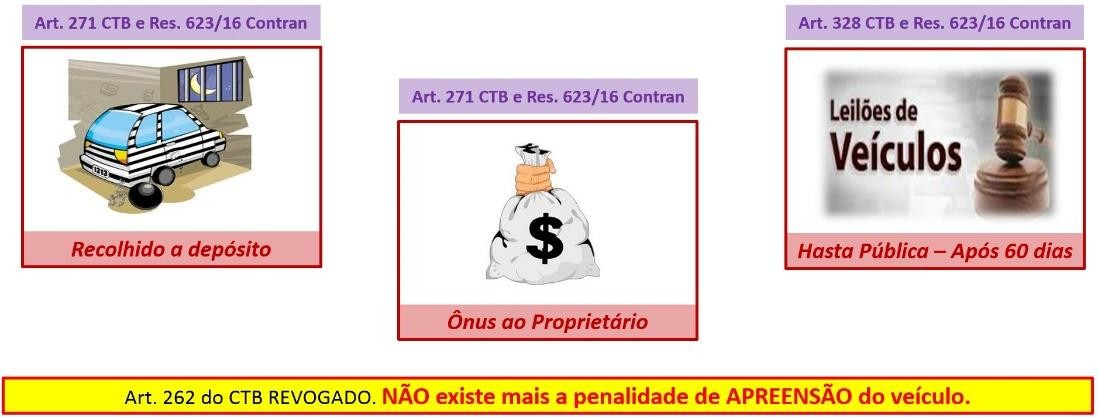 Art. 271 CTB e Res. 623/16 Contran
1313
Recolhido a depósito
Art. 271 CTB e Res. 623/16 Contran
$
Ônus ao Proprietário
Art. 328 CTB e Res. 623/16 Contran
Leilões de
Veículos
Hasta Pública – Após 60 dias
Art. 262 do CTB REVOGADO. NÃO existe mais a penalidade de APREENSÃO do veículo.